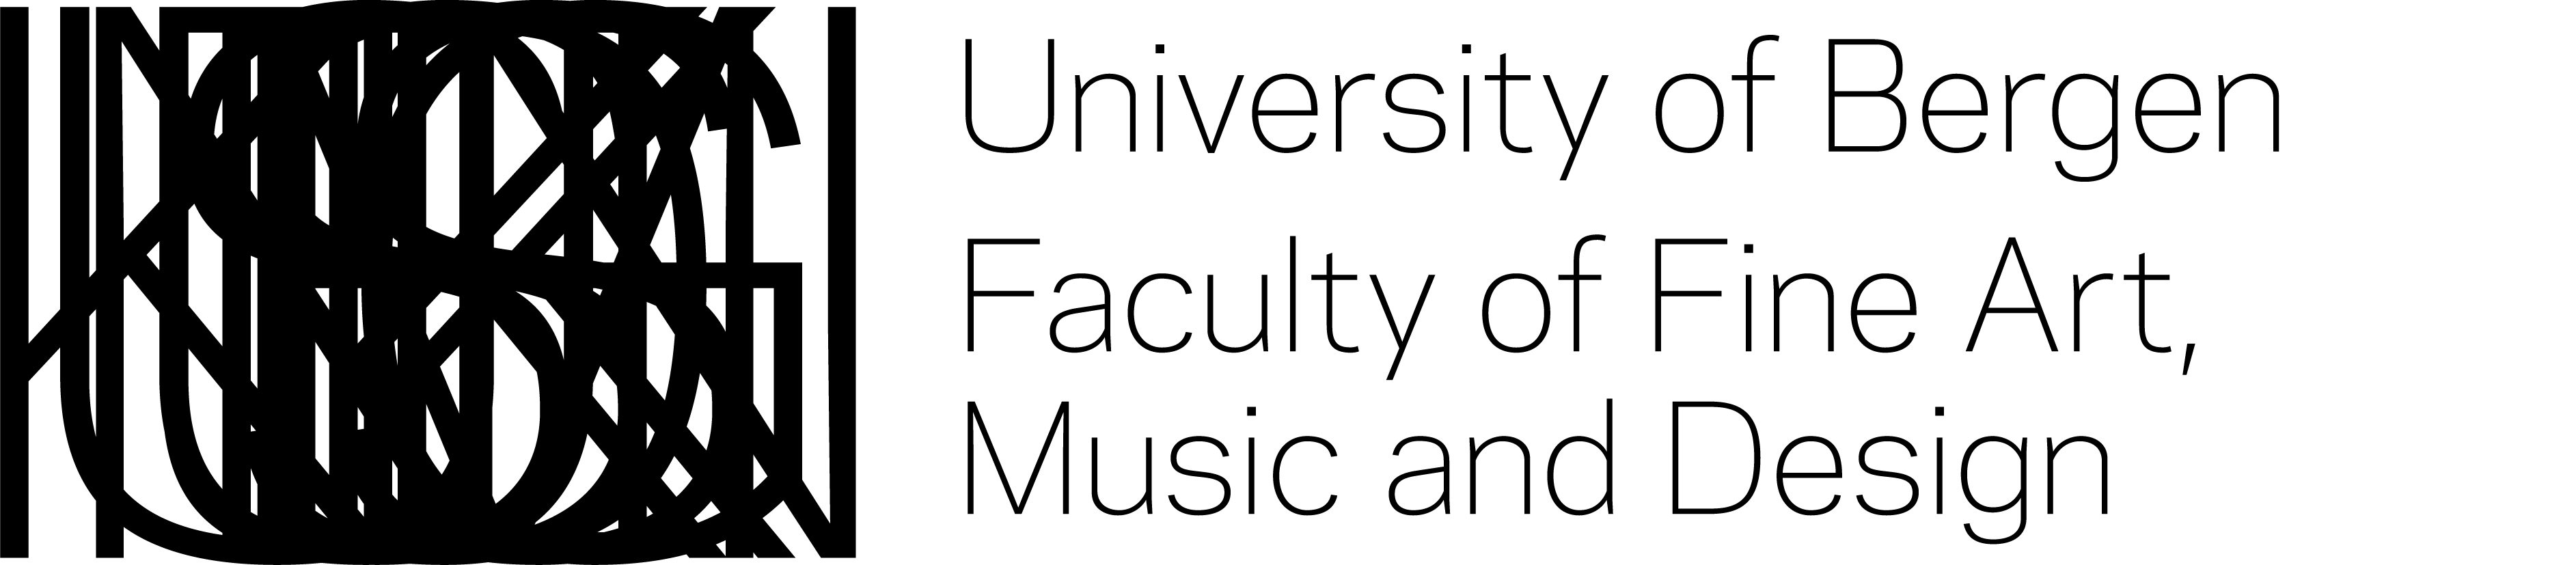 University of Bergen
Faculty of Fine Art,
Music and Design